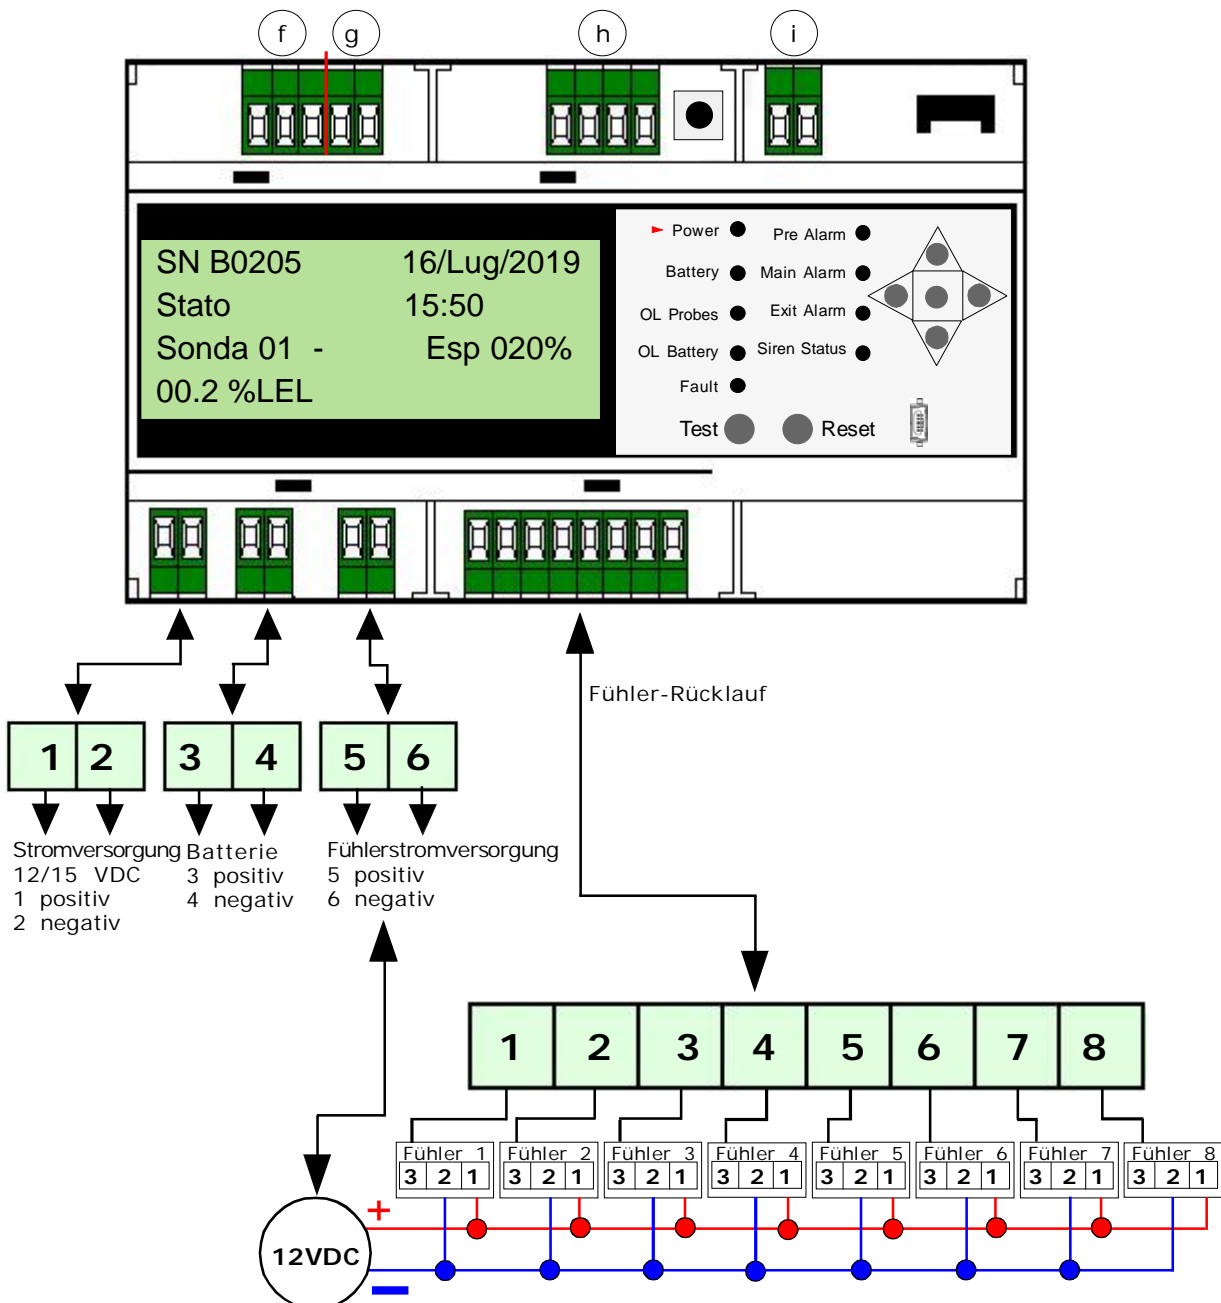 f g h i
SN B0205 16/Lug/2019
Stato 15:50
Sonda 01 - Esp 020%
00.2 %LEL
Power Pre Alarm
Battery Main Alarm
OL Probes Exit Alarm
OL Battery Siren Status
Fault
Test Reset
Fühler-Rücklauf
1 2 3 4 5 6
Stromversorgung
12/15 VDC
1 positiv
2 negativ
Batterie
3 positiv
4 negativ
Fühlerstromversorgung
5 positiv
6 negativ
1 2 3 4 5 6 7 8
Fühler 1 Fühler 2 Fühler 3 Fühler 4 Fühler 5 Fühler 6 Fühler 7 Fühler 8
3 2 1 3 2 1 3 2 1 3 2 1 3 2 1 3 2 1 3 2 1 3 2 1
+
12VDC
−